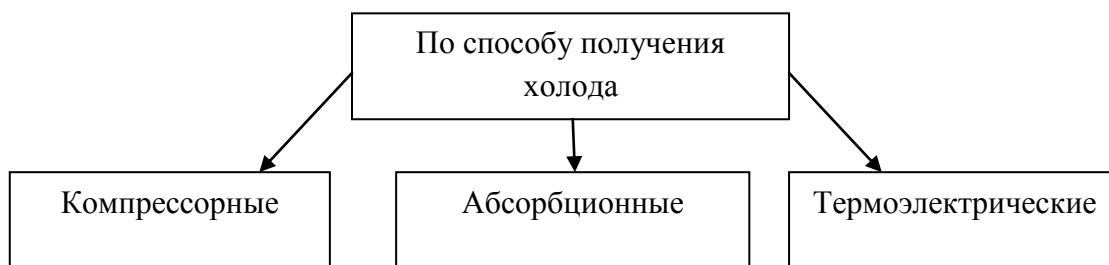 По способу получения
холода
Компрессорные
Абсорбционные
Термоэлектрические